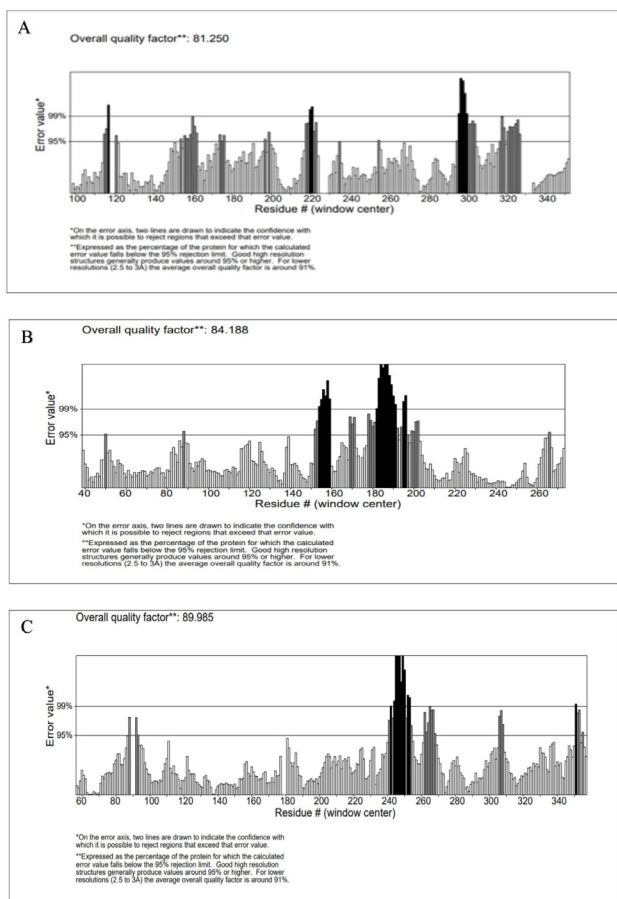 A
Overall quality factor**: 81.250
99%
95%
Error value*
100 120 140 160 180 200 220 240 260 280 300 320 340
Residue # (window center)
*On the error axis, two lines are drawn to indicate the confidence with
which it is possible to reject regions that exceed that error value.
**Expressed as the percentage of the protein for which the calculated
error value falls below the 95% rejection limit. Good high resolution
structures generally produce values around 95% or higher. For lower
resolutions (2.5 to 3A) the average overall quality factor is around 91%.
B
Overall quality factor**: 84.188
99%
95%
Error value*
40 60 80 100 120 140 160 180 200 220 240 260
Residue # (window center)
*On the error axis, two lines are drawn to indicate the confidence with
which it is possible to reject regions that exceed that error value.
**Expressed as the percentage of the protein for which the calculated
error value falls below the 95% rejection limit. Good high resolution
structures generally produce values around 95% or higher. For lower
resolutions (2.5 to 3A) the average overall quality factor is around 91%.
C
Overall quality factor**: 89.985
99%
95%
Error value*
60 80 100 120 140 160 180 200 220 240 260 280 300 320 340
Residue # (window center)
*On the error axis, two lines are drawn to indicate the confidence with
which it is possible to reject regions that exceed that error value.
**Expressed as the percentage of the protein for which the calculated
error value falls below the 95% rejection limit. Good high resolution
structures generally produce values around 95% or higher. For lower
resolutions (2.5 to 3A) the average overall quality factor is around 91%.